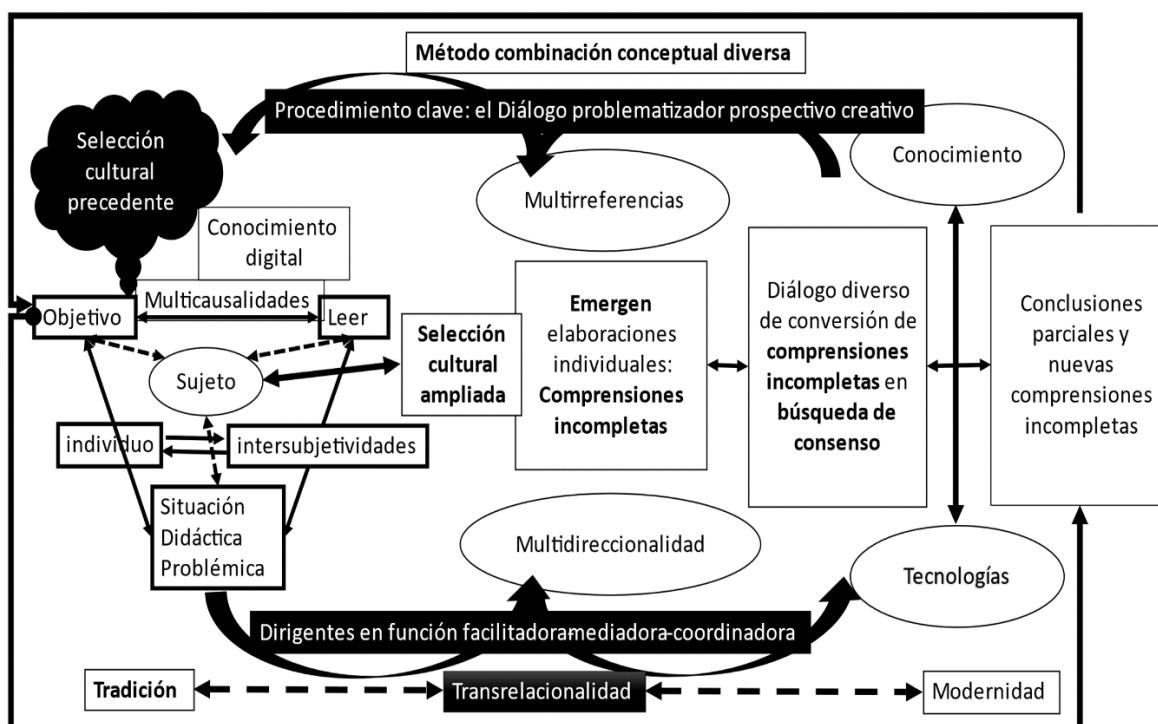 Método combinación conceptual diversa
Procedimiento clave: el Diálogo problematizador prospectivo creativo
Selección
cultural
precedente
Conocimiento
Multirreferencias
Conocimiento
digital
Multicausalidades
Objetivo
Leer
Sujeto
individuo
intersubjetividades
Situación
Didáctica
Problémica
Selección
cultural
ampliada
Emergen
elaboraciones
individuales:
Comprensiones
incompletas
Diálogo diverso
de conversión de
comprensiones
incompletas en
búsqueda de
consenso
Conclusiones
parciales y
nuevas
comprensiones
incompletas
Multidireccionalidad
Tecnologías
Dirigentes en función facilitadora-mediadora-coordinadora
Tradición
Transrelacionalidad
Modernidad